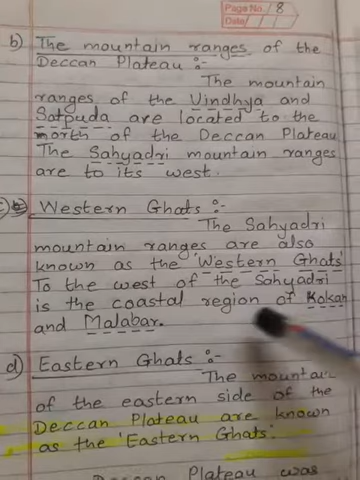 Page No. 8
Date
b) The mountain ranges of the
Deccan Plateau :-
The mountain
ranges of the Vindhya and
Satpuda are located to the
north of the Deccan Plateau
The Sahyadri mountain ranges
are to its west.
Western Ghats :-
The Sahyadri
mountain ranges are also
known as the 'Western Ghats'
To the west of the Sahyadri
is the coastal region of Kokan
and Malabar.
d) Eastern Ghats :-
The mountain
of the eastern side of the
Deccan Plateau are known
as the 'Eastern Ghats'.
Plateau was